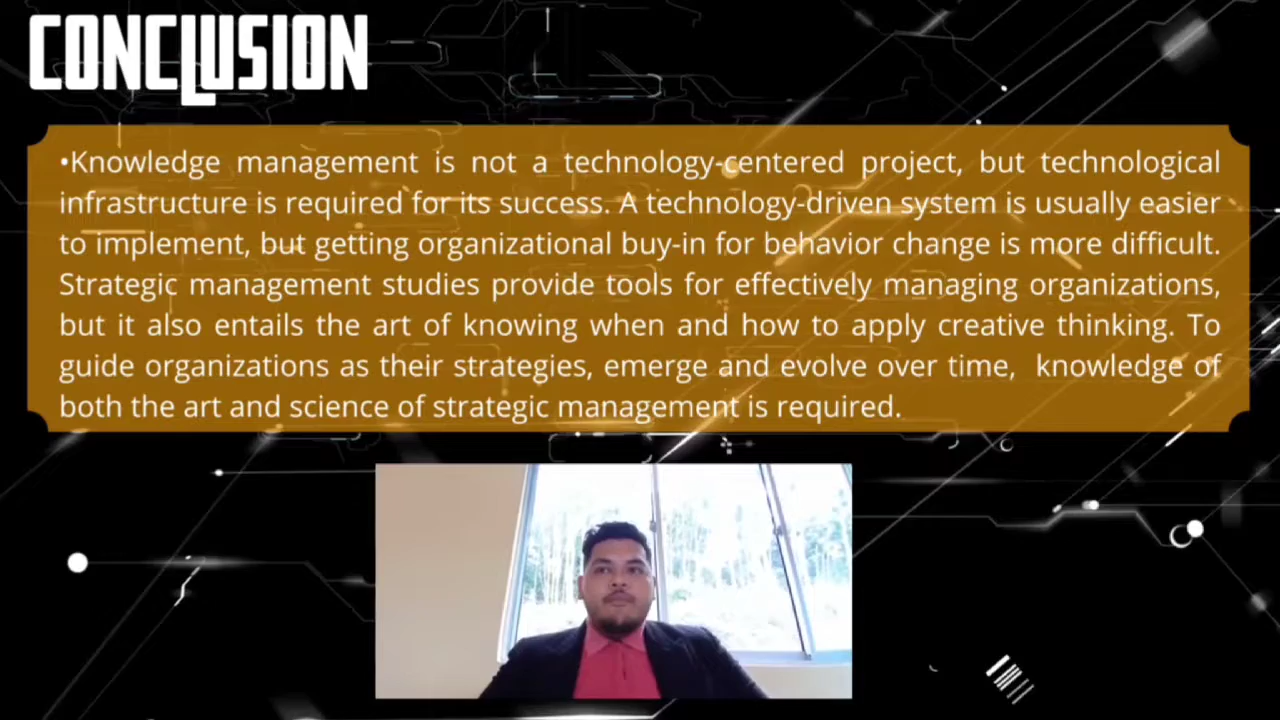 CONCLUSION
•Knowledge management is not a technology-centered project, but technological
infrastructure is required for its success. A technology-driven system is usually easier
to implement, but getting organizational buy-in for behavior change is more difficult.
Strategic management studies provide tools for effectively managing organizations,
but it also entails the art of knowing when and how to apply creative thinking. To
guide organizations as their strategies, emerge and evolve over time, knowledge of
both the art and science of strategic management is required.